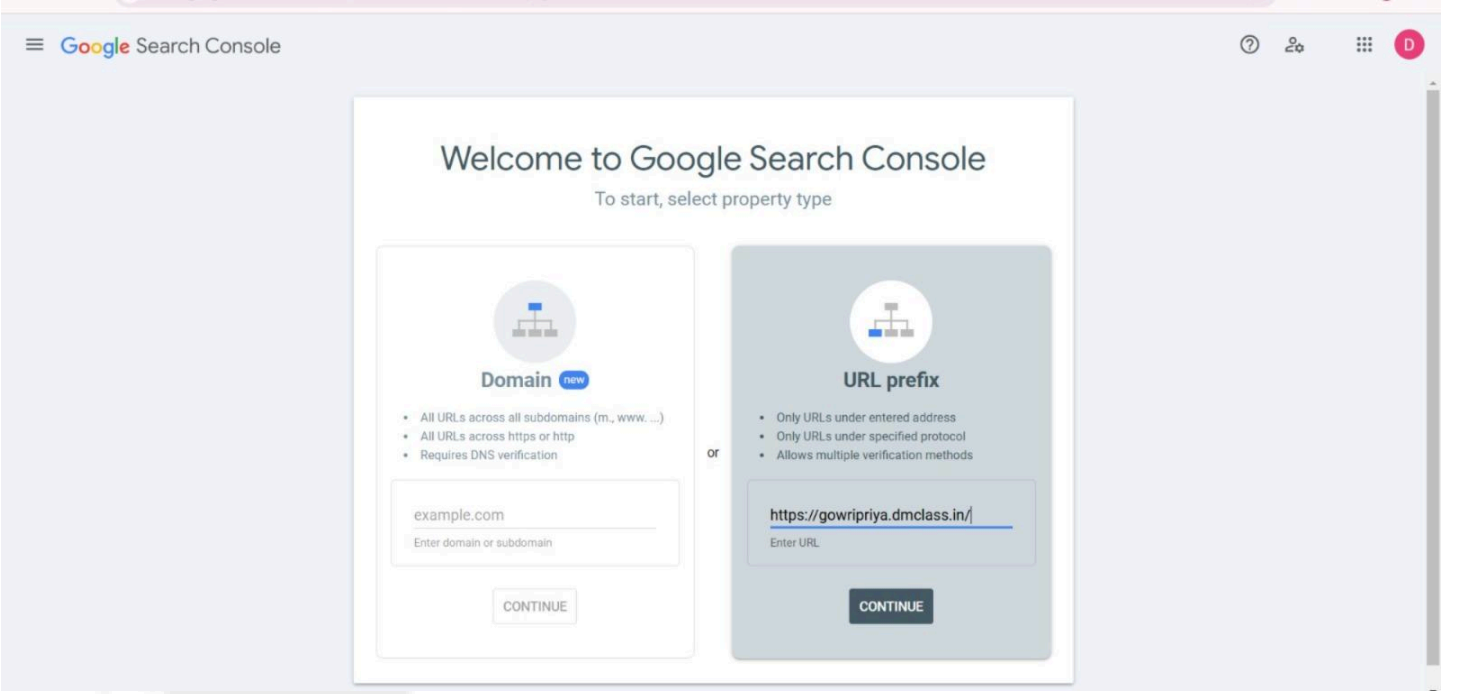 Google Search Console
D
Welcome to Google Search Console
To start, select property type
Domain new
All URLs across all subdomains (m., www. ...)
All URLs across https or http
Requires DNS verification
example.com
Enter domain or subdomain
CONTINUE
or
URL prefix
Only URLs under entered address
Only URLs under specified protocol
Allows multiple verification methods
https://gowripriya.dmclass.in/
Enter URL
CONTINUE